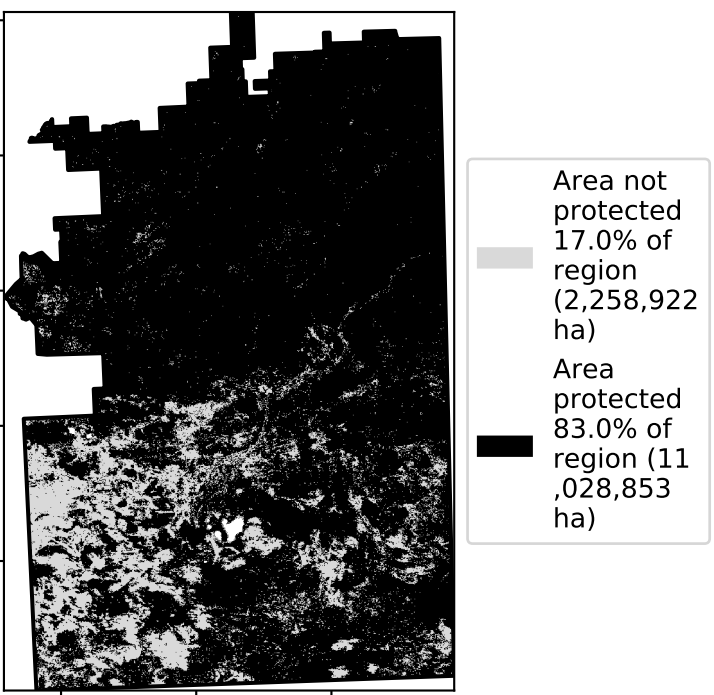 Area not
protected
17.0% of
region
(2,258,922
ha)
Area
protected
83.0% of
region (11
,028,853
ha)